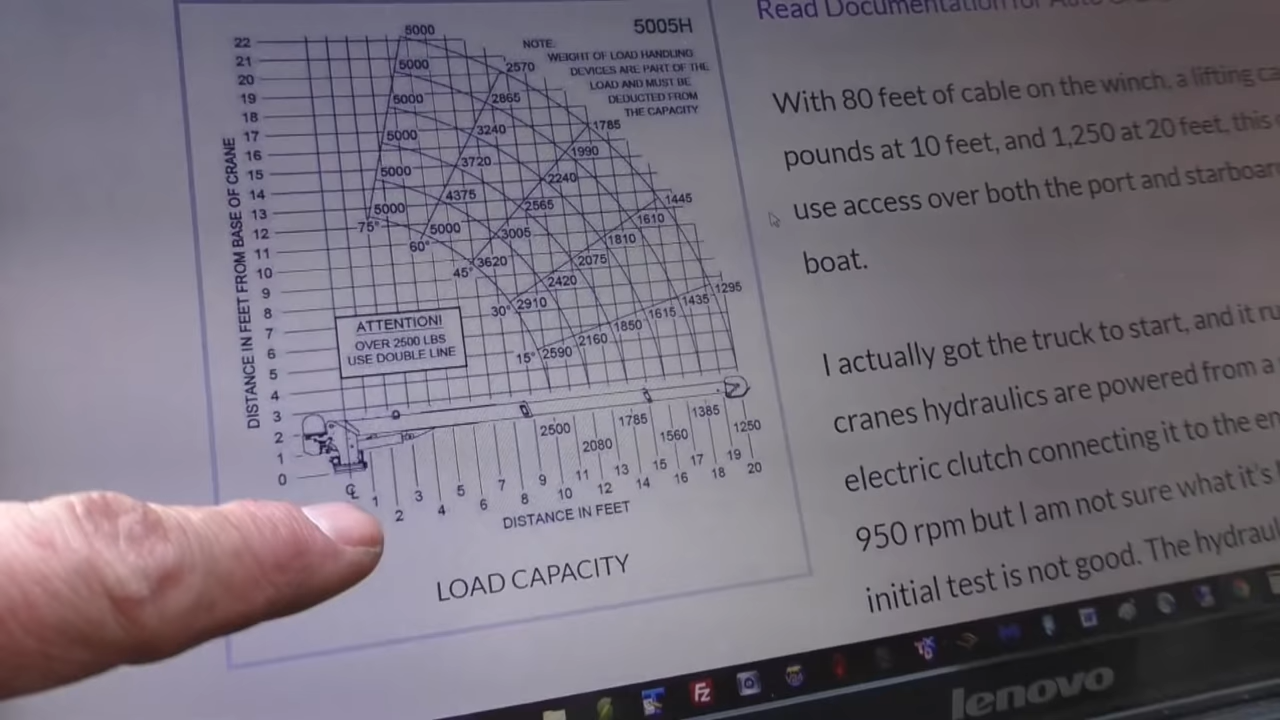 Read Documentation for Auto
5005H
NOTE:
WEIGHT OF LOAD HANDLING
DEVICES ARE PART OF THE
LOAD AND MUST BE
DEDUCTED FROM
THE CAPACITY
DISTANCE IN FEET FROM BASE OF CRANE
22
21
20
19
18
17
16
15
14
13
12
11
10
9
8
7
6
5
4
3
2
1
0
5000
5000
5000
5000
5000
5000
75°
2570
2865
3240
3720
4375
5000
60°
1785
1990
2240
2565
3005
3620
45°
1445
1610
1810
2075
2420
2910
30°
1295
1435
1615
1850
2160
2590
15°
ATTENTION!
OVER 2500 LBS
USE DOUBLE LINE
2500
2080
1785
1560
1385
1250
℄ 1 2 3 4 5 6 7 8 9 10 11 12 13 14 15 16 17 18 19 20
DISTANCE IN FEET
LOAD CAPACITY
With 80 feet of cable on the winch, a lifting
pounds at 10 feet, and 1,250 at 20 feet, this
use access over both the port and
boat.
I actually got the truck to start, and it
cranes hydraulics are powered from a
electric clutch connecting it to the
950 rpm but I am not sure what it's
initial test is not good. The
Fz
lenovo